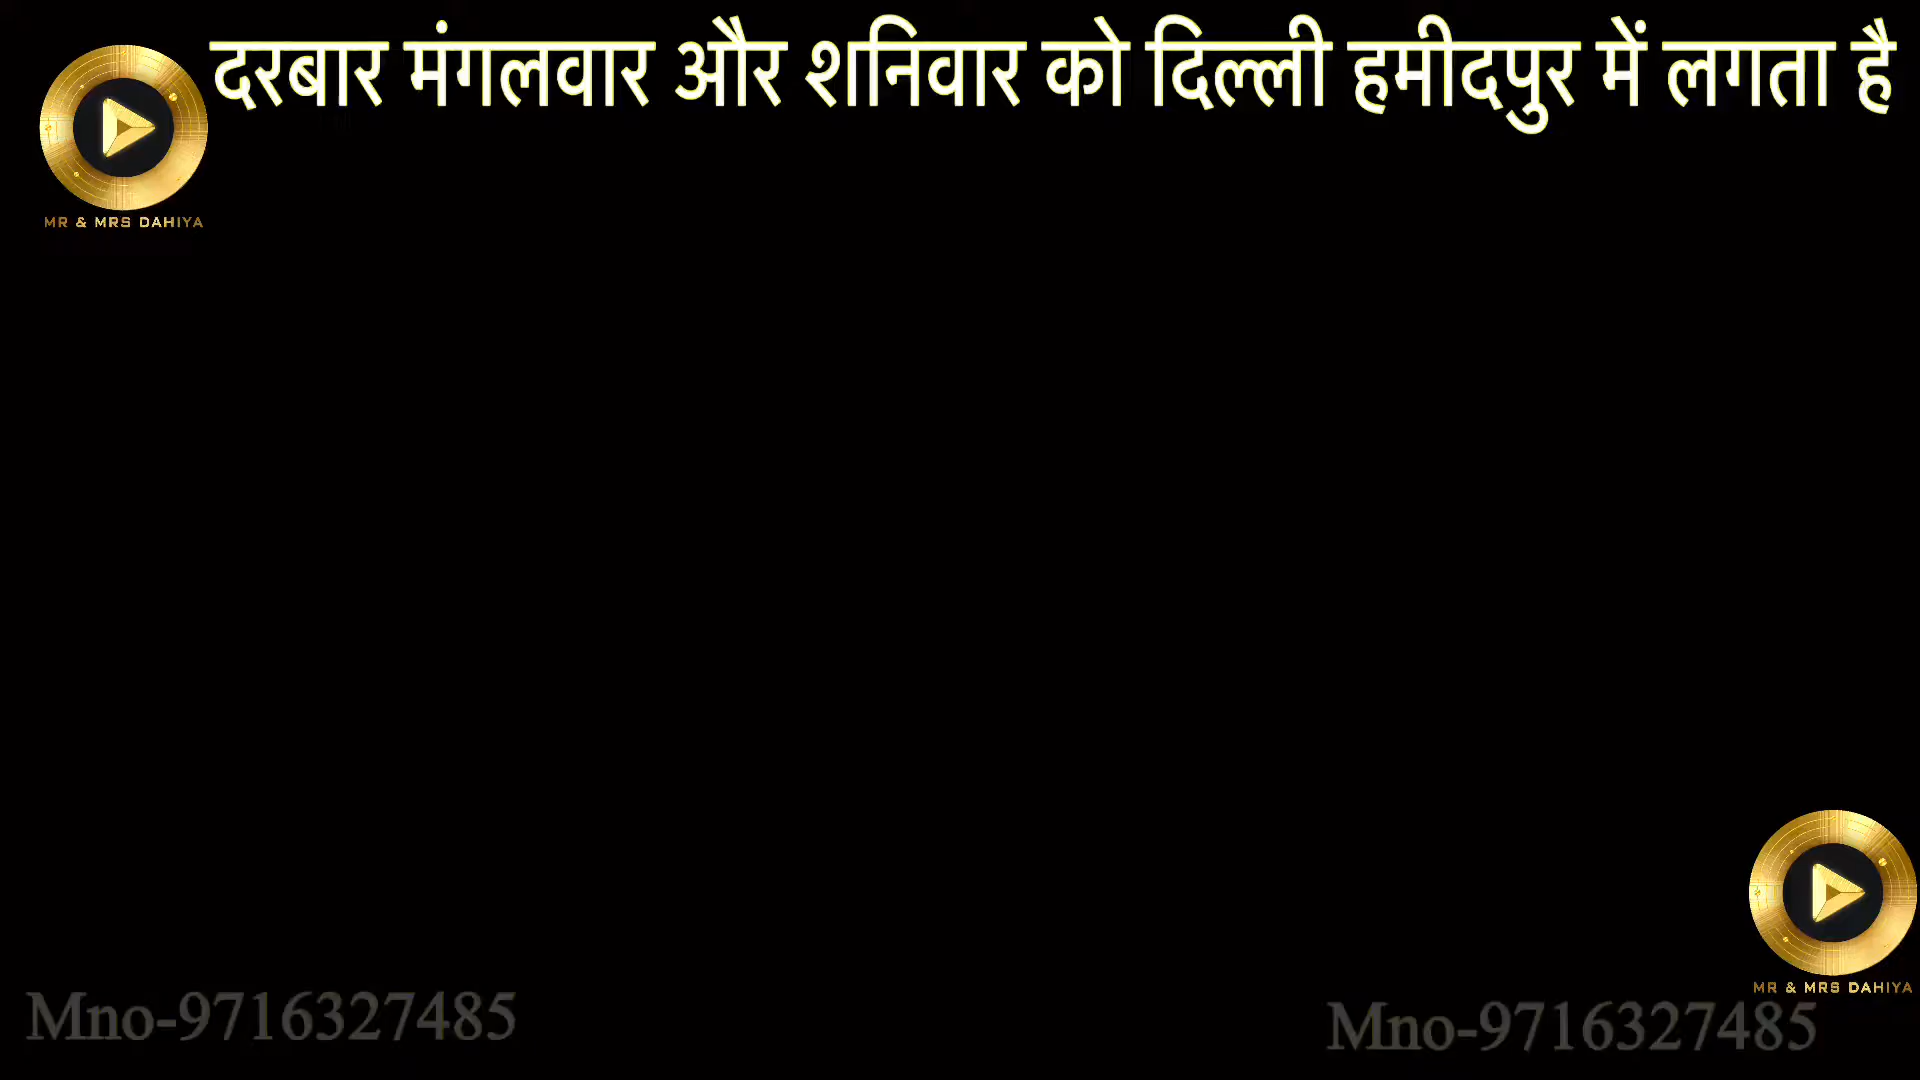 दरबार मंगलवार और शनिवार को दिल्ली हमीदपुर में लगता है
MR & MRS DAHIYA
MR & MRS DAHIYA
Mno-9716327485
Mno-9716327485